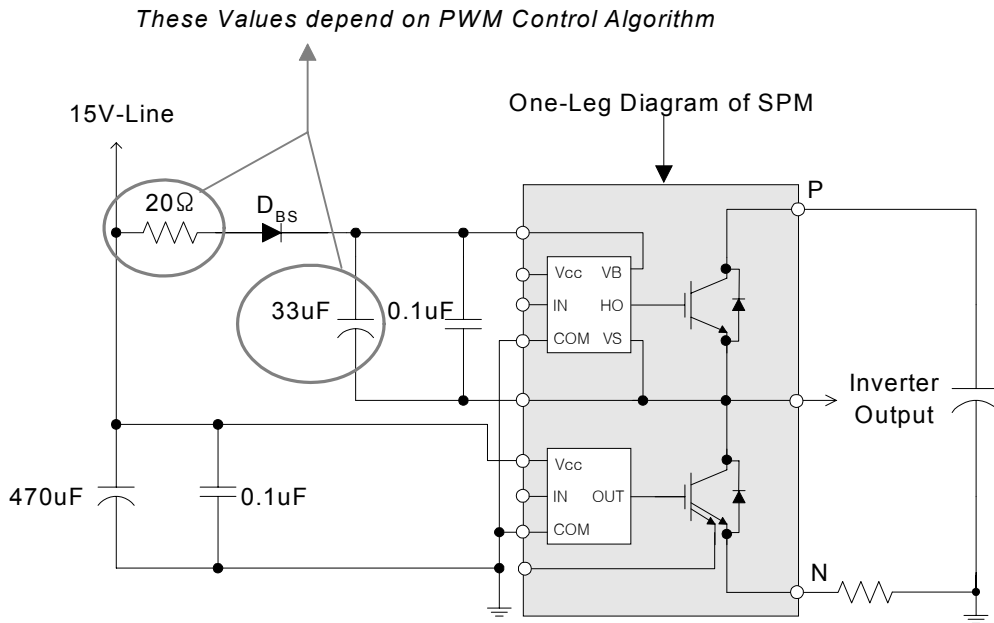 These Values depend on PWM Control Algorithm
15V-Line
One-Leg Diagram of SPM
P
20Ω
D_BS
Vcc
VB
IN
HO
COM
VS
33uF
0.1uF
Inverter
Output
Vcc
IN
OUT
COM
470uF
0.1uF
N